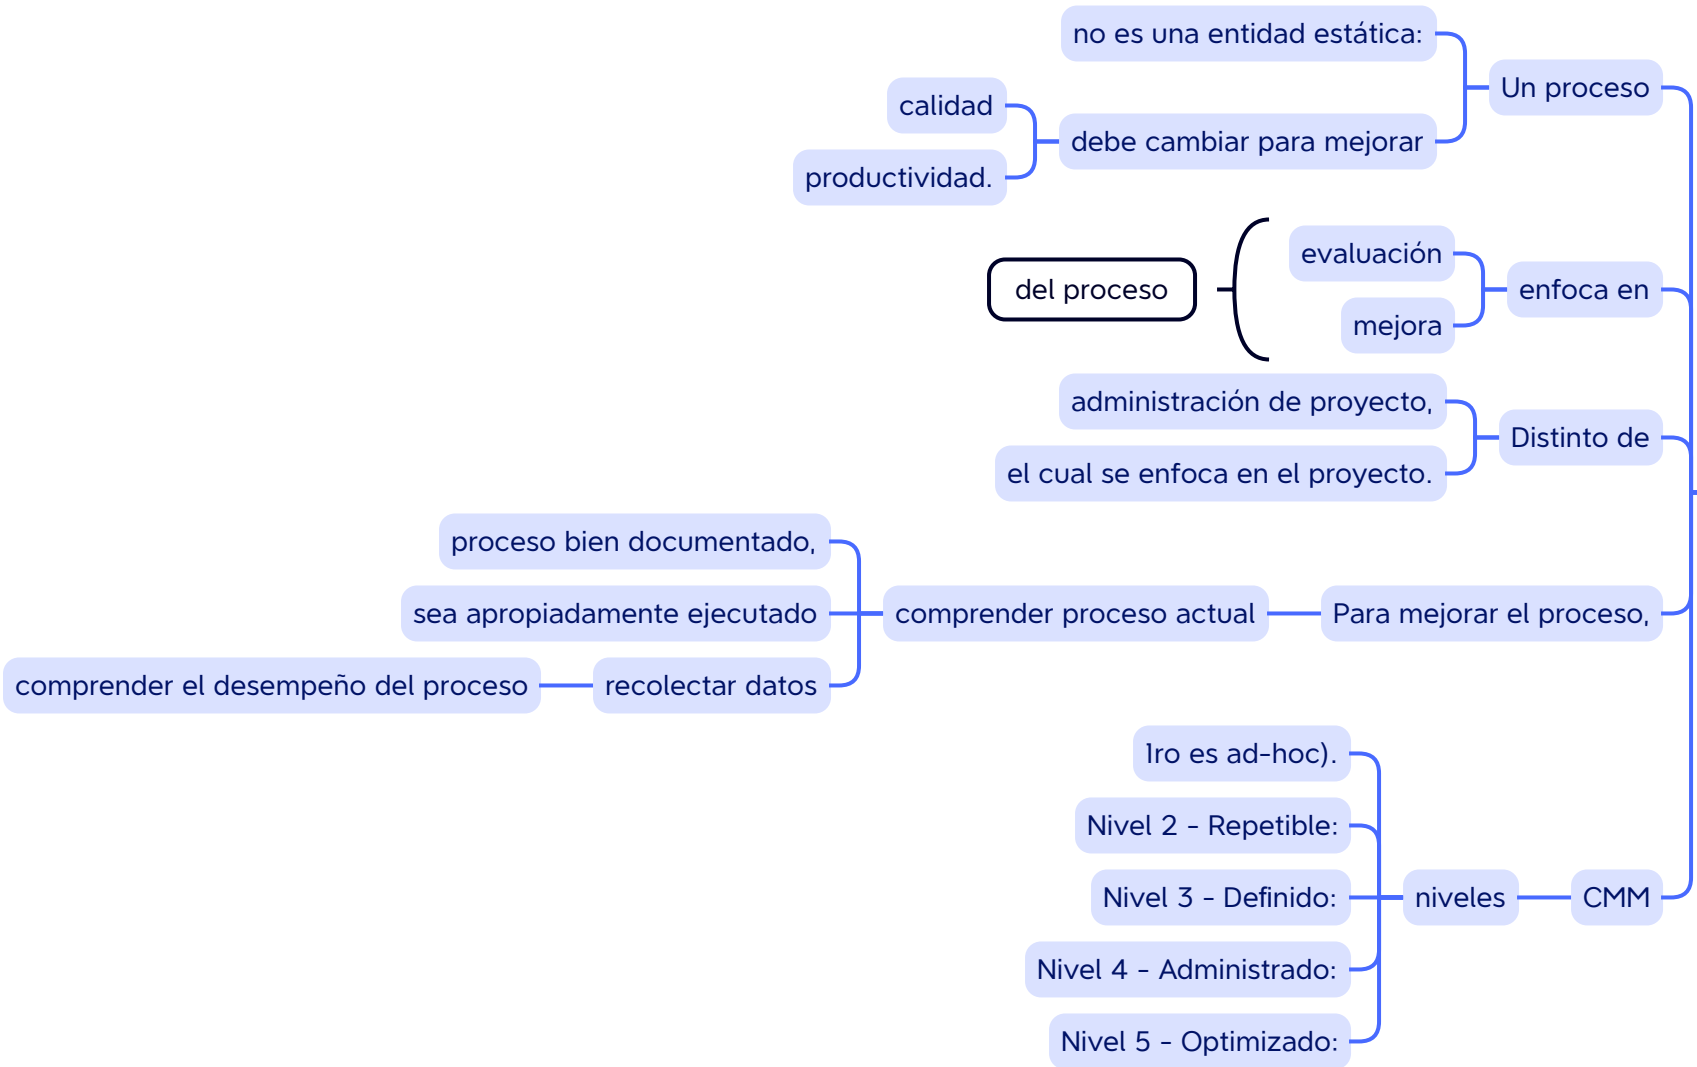 no es una entidad estática:
Un proceso
calidad
debe cambiar para mejorar
productividad.
evaluación
del proceso
enfoca en
mejora
administración de proyecto,
Distinto de
el cual se enfoca en el proyecto.
proceso bien documentado,
sea apropiadamente ejecutado
comprender proceso actual
Para mejorar el proceso,
comprender el desempeño del proceso
recolectar datos
1ro es ad-hoc).
Nivel 2 - Repetible:
Nivel 3 - Definido:
niveles
CMM
Nivel 4 - Administrado:
Nivel 5 - Optimizado: